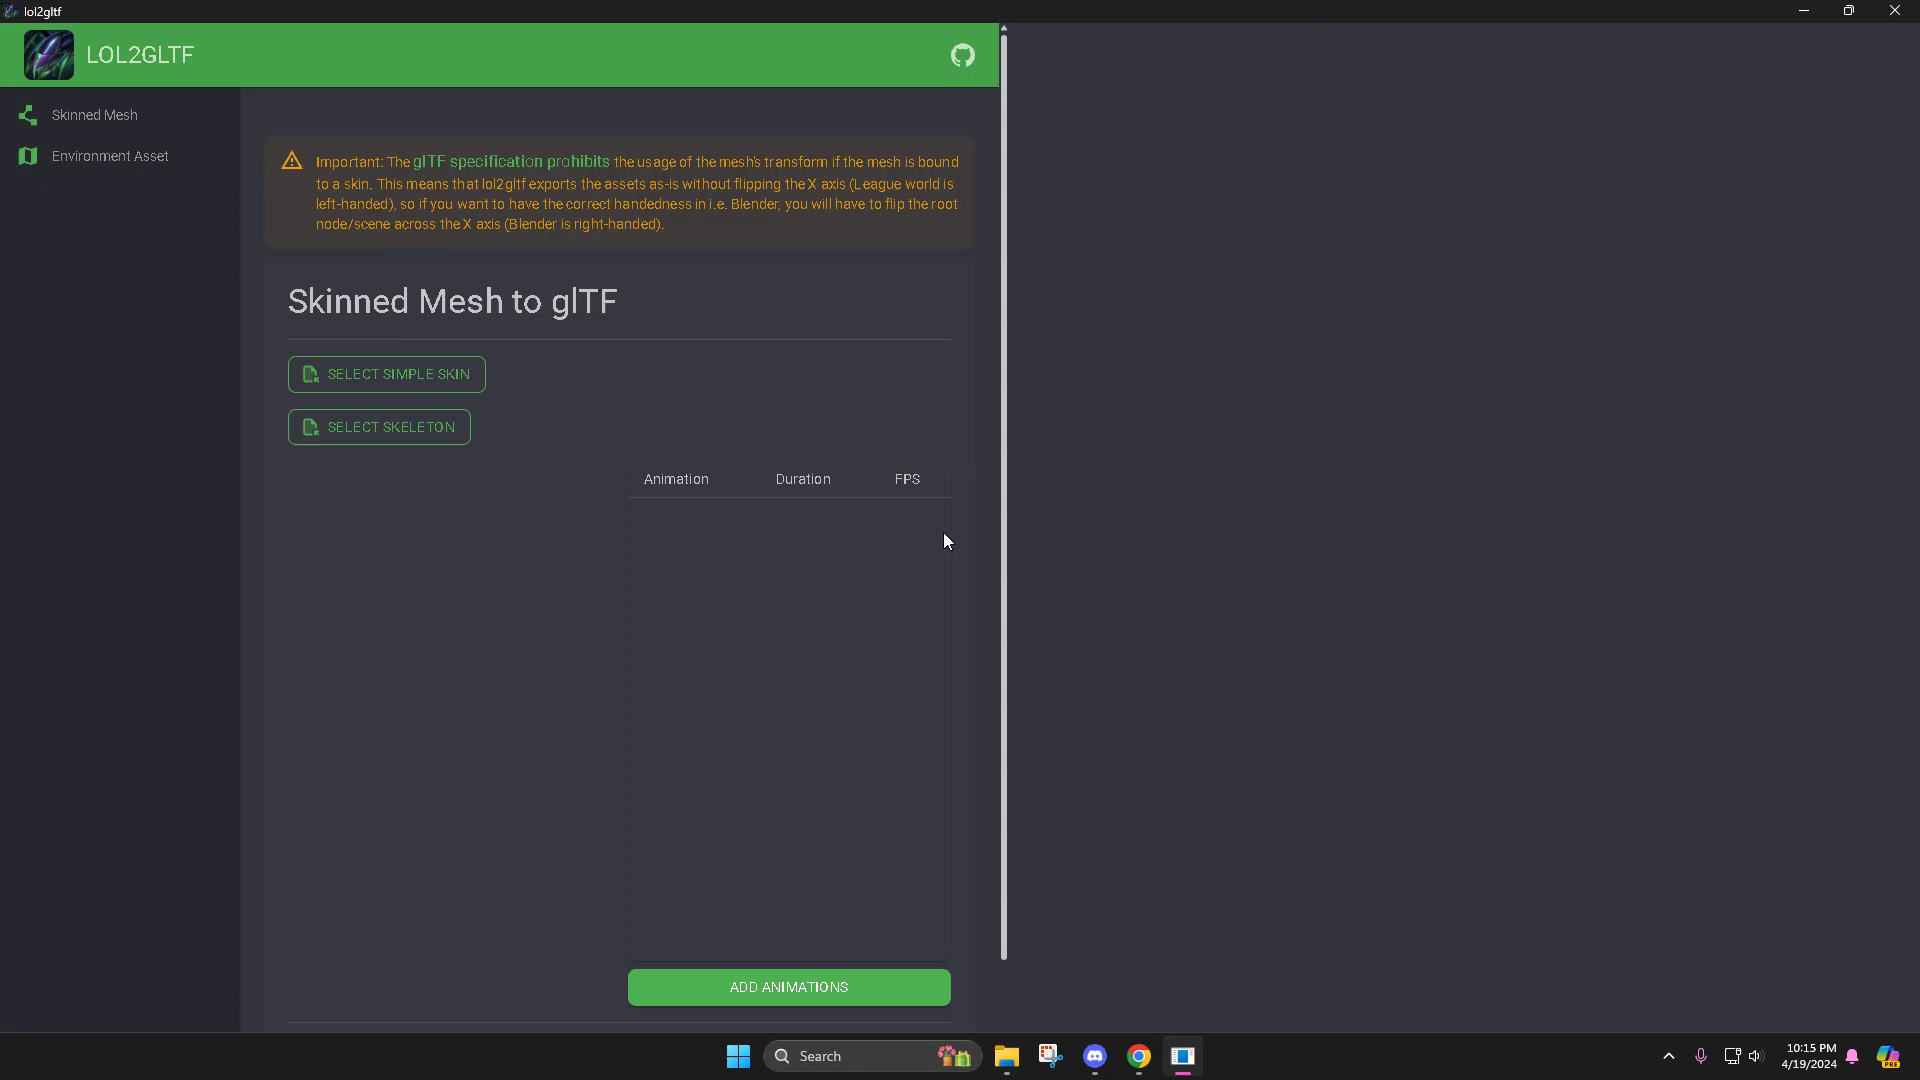 lol2gltf
LOL2GLTF
Skinned Mesh
Environment Asset
Important: The glTF specification prohibits the usage of the mesh's transform if the mesh is bound
to a skin. This means that lol2gltf exports the assets as-is without flipping the X axis (League world is
left-handed), so if you want to have the correct handedness in i.e. Blender, you will have to flip the root
node/scene across the X axis (Blender is right-handed).
Skinned Mesh to glTF
SELECT SIMPLE SKIN
SELECT SKELETON
Animation Duration FPS
ADD ANIMATIONS
Search
10:15 PM
4/19/2024
PRE